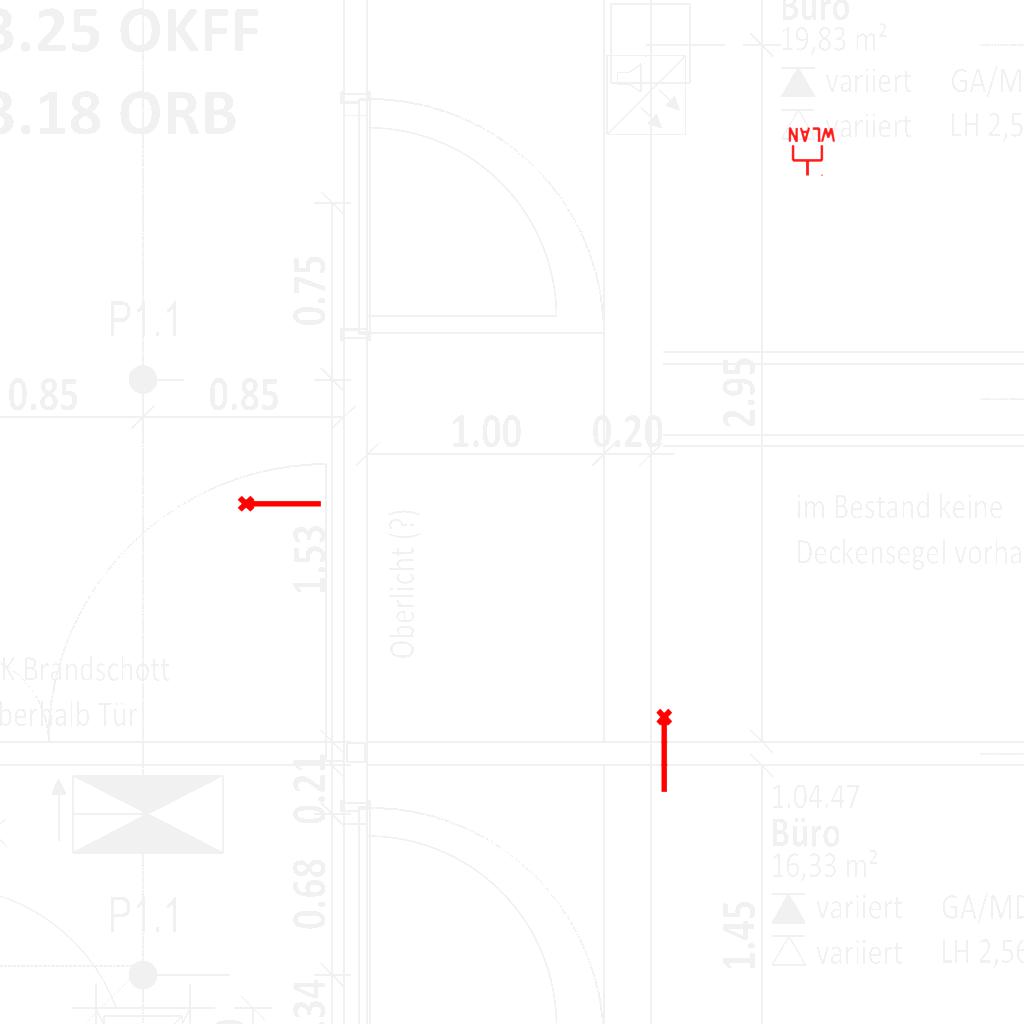 3.25 OKFF
3.18 ORB
Büro
19,83 m²
variiert GA/MD
variiert LH 2,5
WLAN
P1.1
0.75
0.85
0.85
1.00
0.20
2.95
1.53
Oberlicht (?)
im Bestand keine
Deckensegel vorha
K Brandschott
berhalb Tür
0.21
1.04.47
Büro
16,33 m²
variiert GA/MD
variiert LH 2,56
P1.1
0.68
1.45
.34